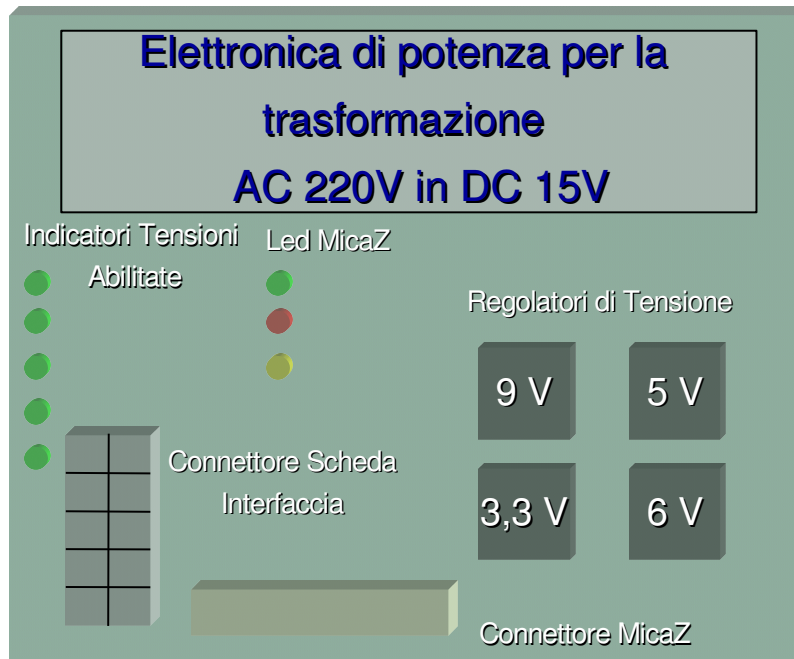 Elettronica di potenza per la
trasformazione
AC 220V in DC 15V
Indicatori Tensioni
Abilitate
Led MicaZ
Regolatori di Tensione
9 V
5 V
3,3 V
6 V
Connettore Scheda
Interfaccia
Connettore MicaZ